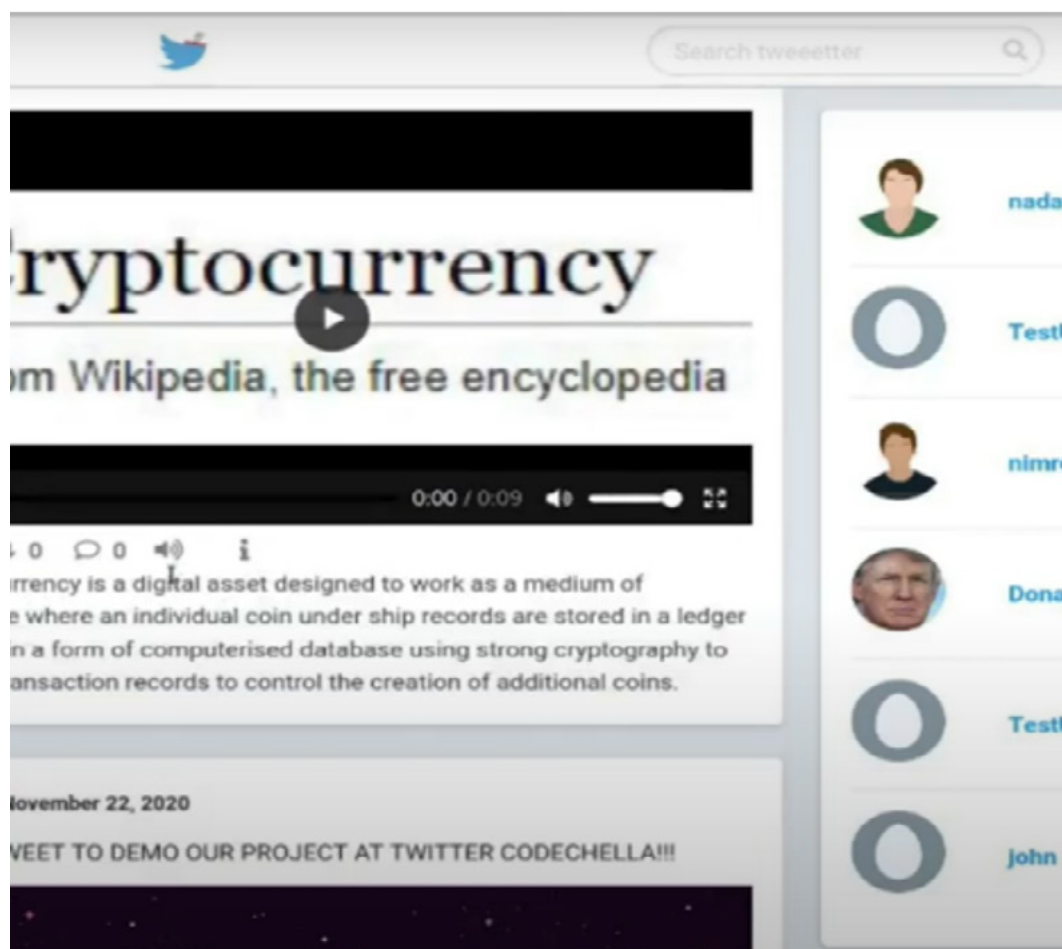 Search tweeetter
ryptocurrency
om Wikipedia, the free encyclopedia
0:00 / 0:09
0 0
rrency is a digital asset designed to work as a medium of
e where an individual coin under ship records are stored in a ledger
n a form of computerised database using strong cryptography to
ansaction records to control the creation of additional coins.
November 22, 2020
WEET TO DEMO OUR PROJECT AT TWITTER CODECHELLA!!!
nada
Test
nimr
Dona
Test
john